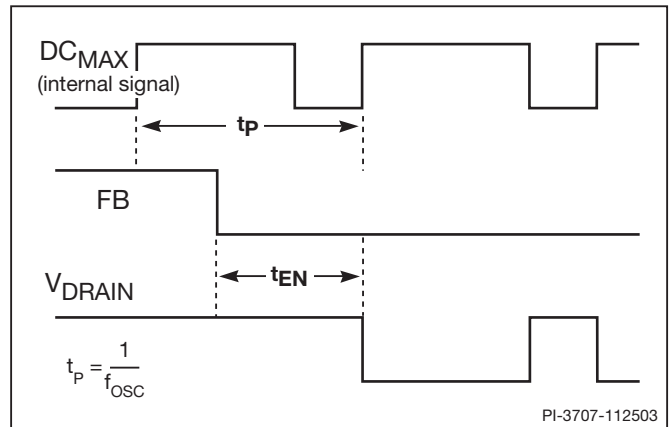 DCMAX
(internal signal)
tP
FB
tEN
VDRAIN
tP = 1/fOSC
PI-3707-112503